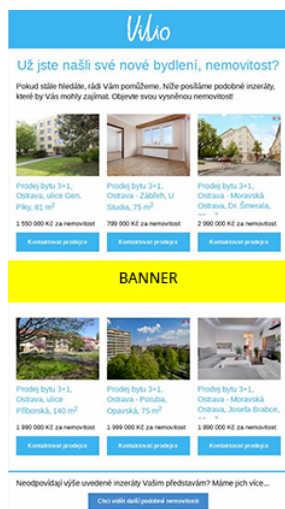 Vilio
Už jste našli své nové bydlení, nemovitost?
Pokud stále hledáte, rádi Vám pomůžeme. Níže posíláme podobné inzeráty,
které by Vás mohly zajímat. Objevte svou vysněnou nemovitost!
Prodej bytu 3+1,
Ostrava, ulice Gen.
Píky, 81 m²
1 550 000 Kč za nemovitost
Kontaktovat prodejce
Prodej bytu 3+1,
Ostrava - Zábřeh, U
Studia, 75 m²
799 000 Kč za nemovitost
Kontaktovat prodejce
Prodej bytu 3+1,
Ostrava - Moravská
Ostrava, Dr. Šmerala,
2 990 000 Kč za nemovitost
Kontaktovat prodejce
BANNER
Prodej bytu 3+1,
Ostrava, ulice
Příborská, 140 m²
1 990 000 Kč za nemovitost
Kontaktovat prodejce
Prodej bytu 3+1,
Ostrava - Poruba,
Opavská, 75 m²
1 999 000 Kč za nemovitost
Kontaktovat prodejce
Prodej bytu 3+1,
Ostrava - Moravská
Ostrava, Josefa Brabce,
1 890 000 Kč za nemovitost
Kontaktovat prodejce
Neodpovídají výše uvedené inzeráty Vašim představám? Máme jich více...
Chci vidět další podobné nemovitosti